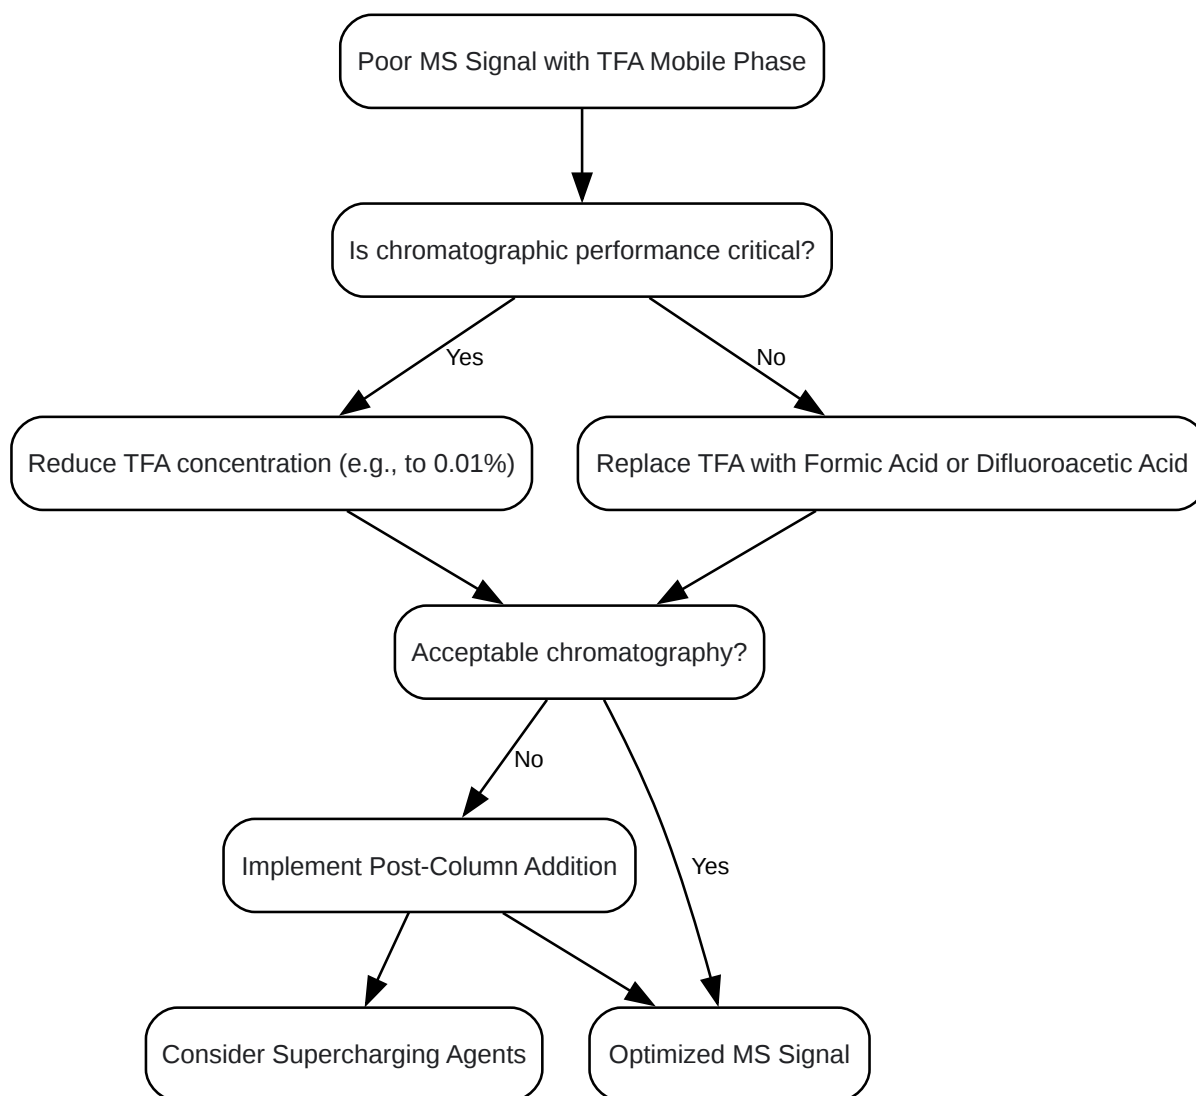 Poor MS Signal with TFA Mobile Phase
Is chromatographic performance critical?
Yes
No
Reduce TFA concentration (e.g., to 0.01%)
Replace TFA with Formic Acid or Difluoroacetic Acid
Acceptable chromatography?
No
Implement Post-Column Addition
Yes
Consider Supercharging Agents
Optimized MS Signal